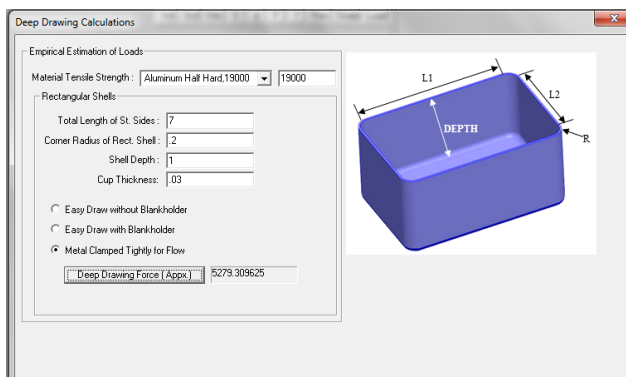 Deep Drawing Calculations
Empirical Estimation of Loads
Material Tensile Strength : Aluminum Half Hard,19000 19000
Rectangular Shells
Total Length of St. Sides : 7
Corner Radius of Rect. Shell : .2
Shell Depth : 1
Cup Thickness: .03
Easy Draw without Blankholder
Easy Draw with Blankholder
Metal Clamped Tightly for Flow
Deep Drawing Force (Appx.) 5279.309625
L1
L2
DEPTH
R